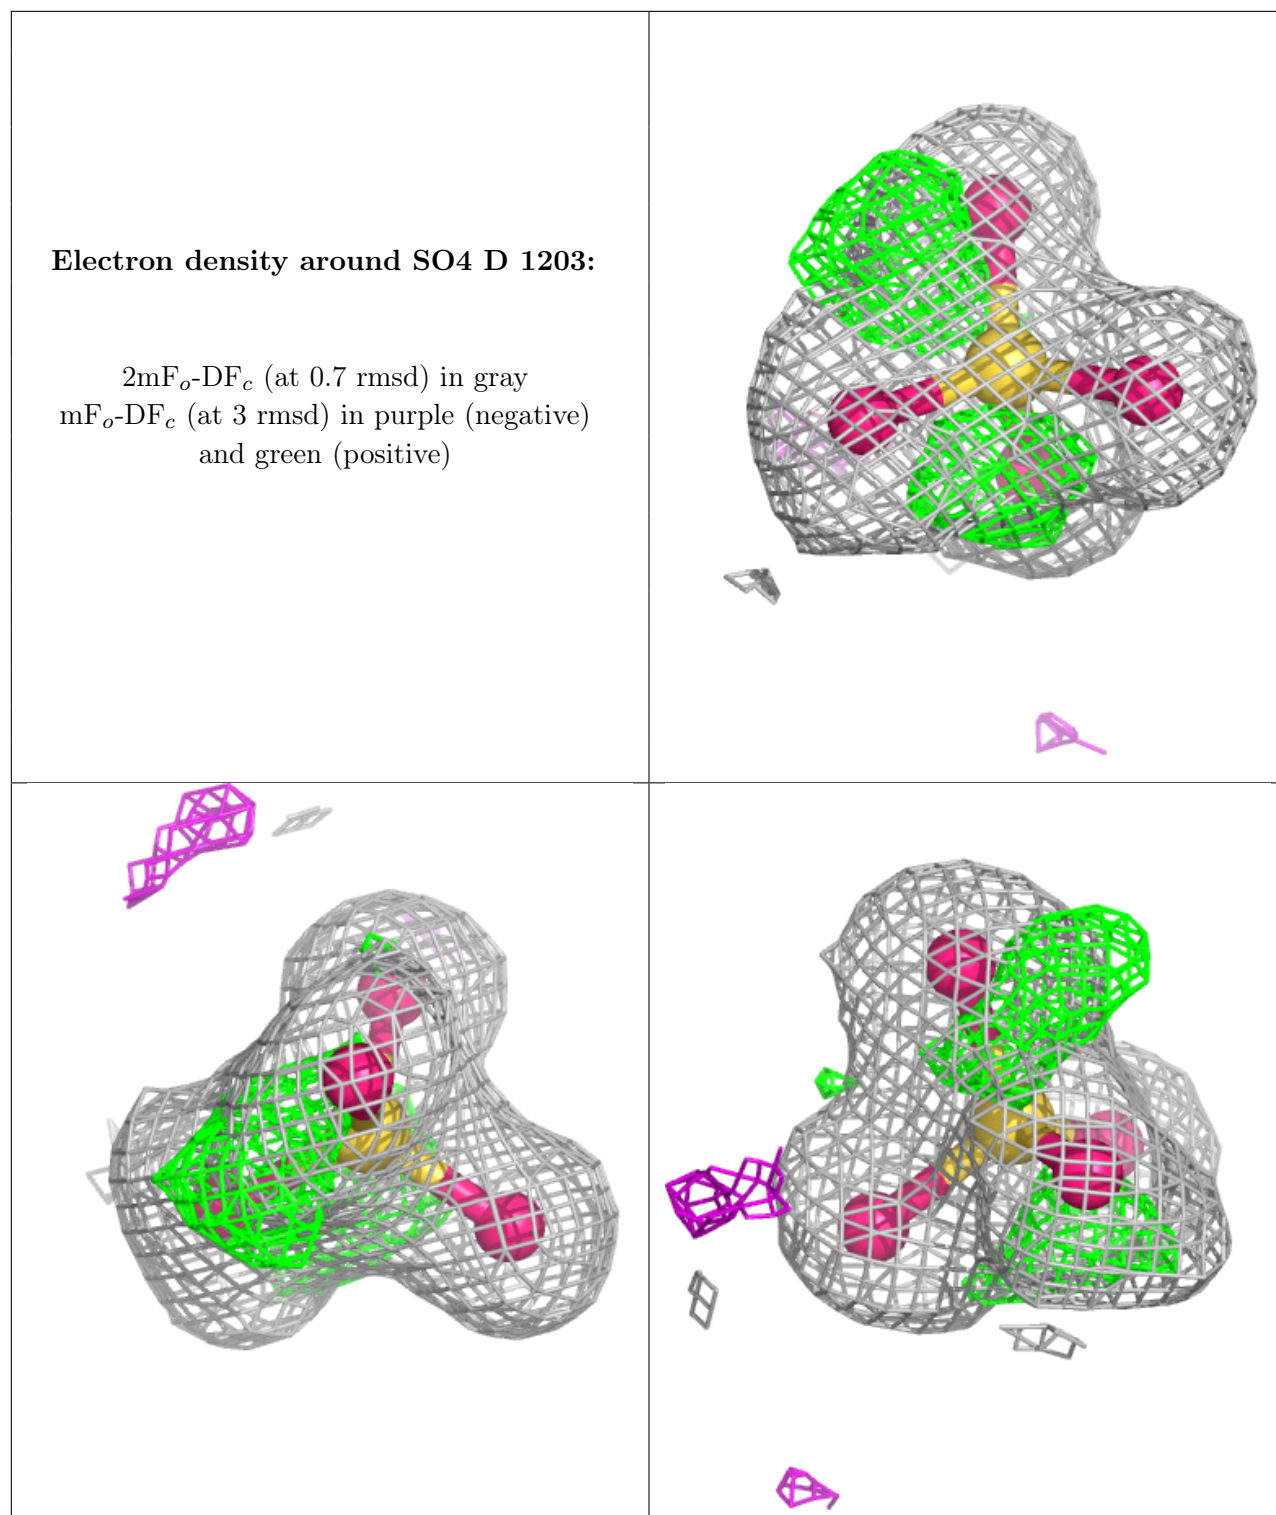 Electron density around SO4 D 1203:
2mFo-DFc (at 0.7 rmsd) in gray
mFo-DFc (at 3 rmsd) in purple (negative)
and green (positive)